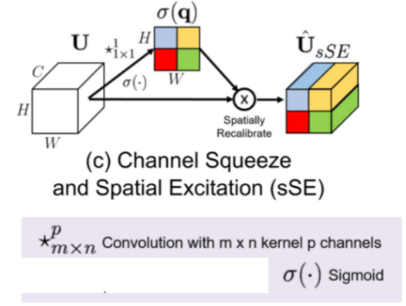 σ(q)
U
⋆¹₁ₓ₁
H
Û_sSE
C
σ(·)
W
H
X
Spatially
Recalibrate
W
(c) Channel Squeeze
and Spatial Excitation (sSE)
⋆ᵖₘₓₙ Convolution with m x n kernel p channels
σ(·) Sigmoid